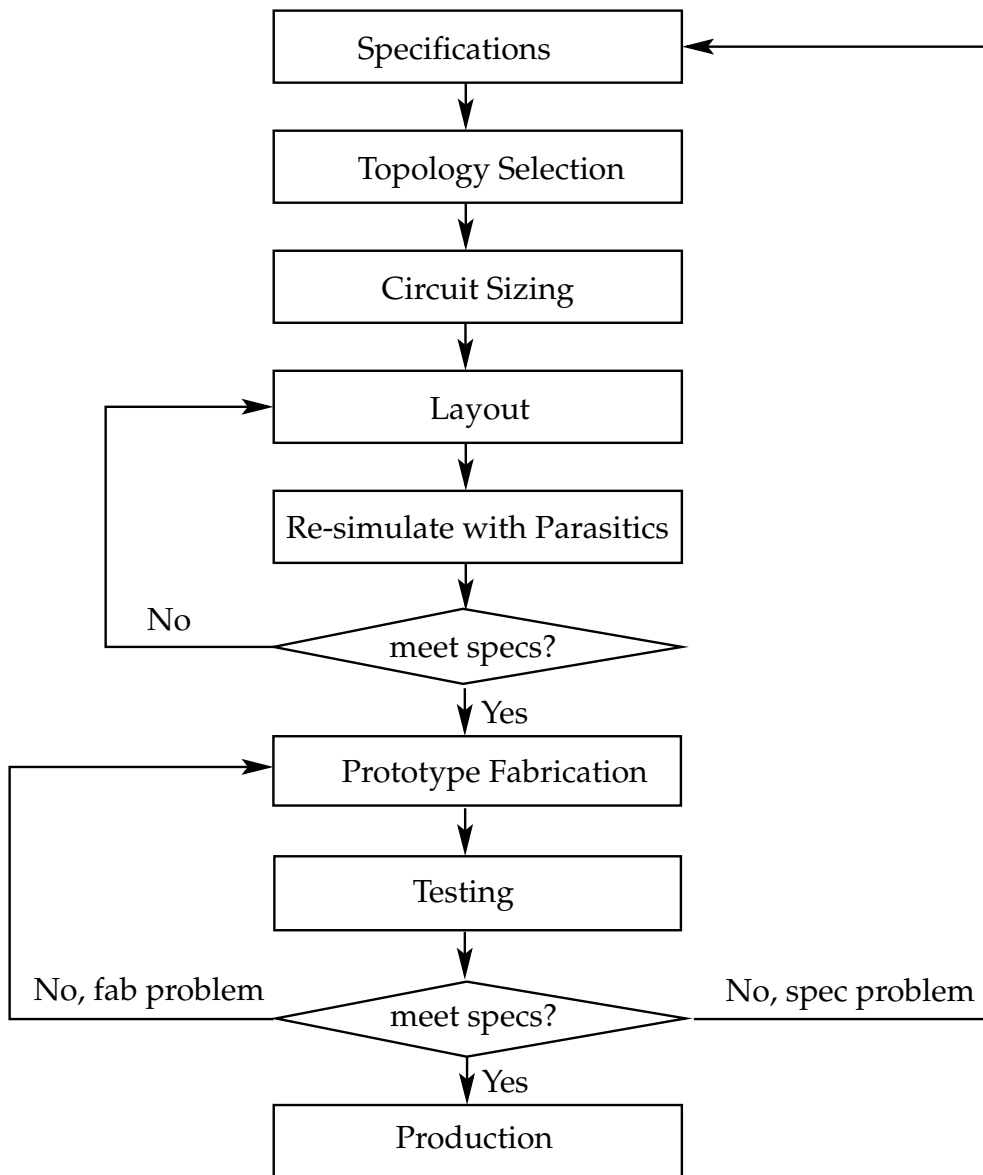 Specifications
Topology Selection
Circuit Sizing
Layout
Re-simulate with Parasitics
No
meet specs?
Yes
Prototype Fabrication
Testing
No, fab problem
meet specs?
No, spec problem
Yes
Production